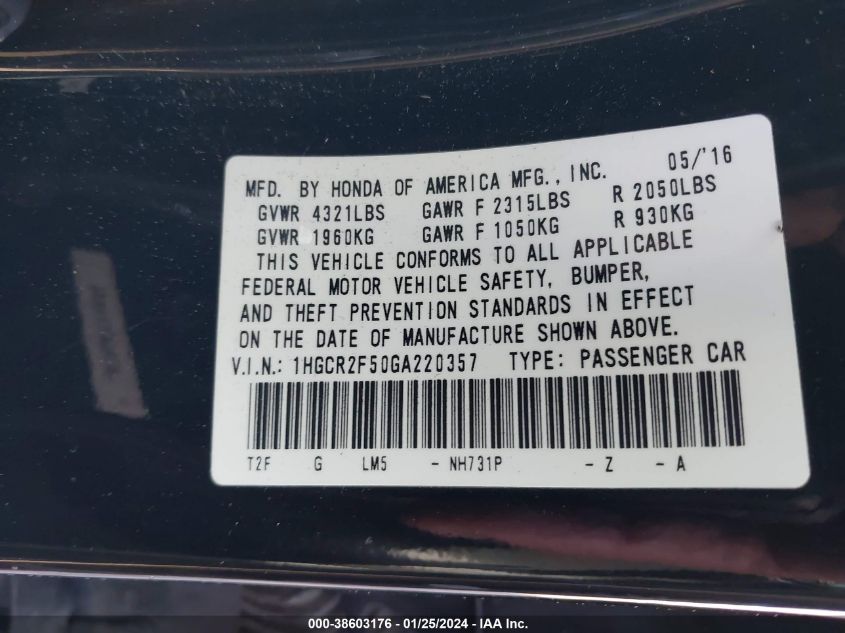 05/'16
MFD. BY HONDA OF AMERICA MFG., INC.
GVWR 4321LBS GAWR F 2315LBS R 2050LBS
GVWR 1960KG GAWR F 1050KG R 930KG
THIS VEHICLE CONFORMS TO ALL APPLICABLE
FEDERAL MOTOR VEHICLE SAFETY, BUMPER,
AND THEFT PREVENTION STANDARDS IN EFFECT
ON THE DATE OF MANUFACTURE SHOWN ABOVE.
V.I.N.: 1HGCR2F50GA220357 TYPE: PASSENGER CAR
T2F G LM5 - NH731P - Z - A
000-38603176 - 01/25/2024 - IAA Inc.